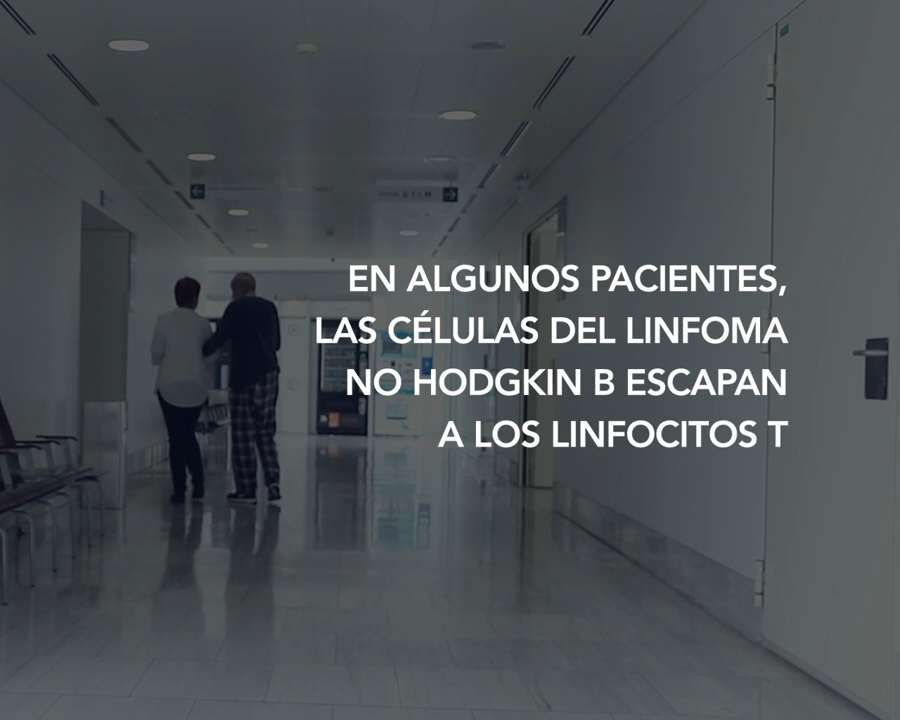 EN ALGUNOS PACIENTES,
LAS CÉLULAS DEL LINFOMA
NO HODGKIN B ESCAPAN
A LOS LINFOCITOS T